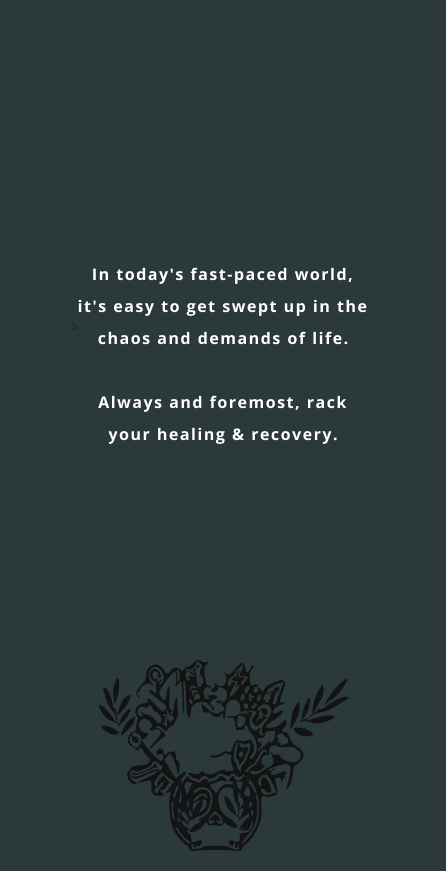 In today's fast-paced world,
it's easy to get swept up in the
chaos and demands of life.
Always and foremost, rack
your healing & recovery.